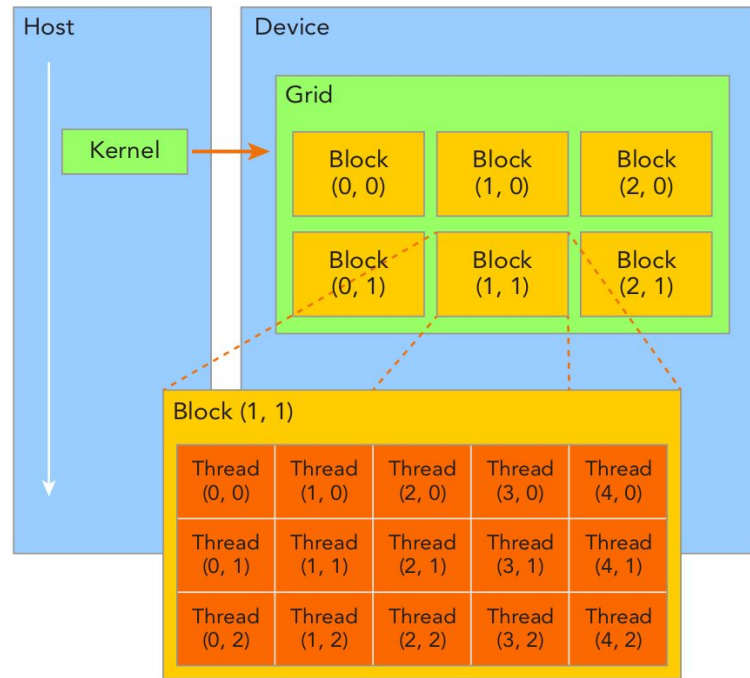 Host
Device
Grid
Kernel
Block
(0, 0)
Block
(1, 0)
Block
(2, 0)
Block
(0, 1)
Block
(1, 1)
Block
(2, 1)
Block (1, 1)
Thread
(0, 0)
Thread
(1, 0)
Thread
(2, 0)
Thread
(3, 0)
Thread
(4, 0)
Thread
(0, 1)
Thread
(1, 1)
Thread
(2, 1)
Thread
(3, 1)
Thread
(4, 1)
Thread
(0, 2)
Thread
(1, 2)
Thread
(2, 2)
Thread
(3, 2)
Thread
(4, 2)